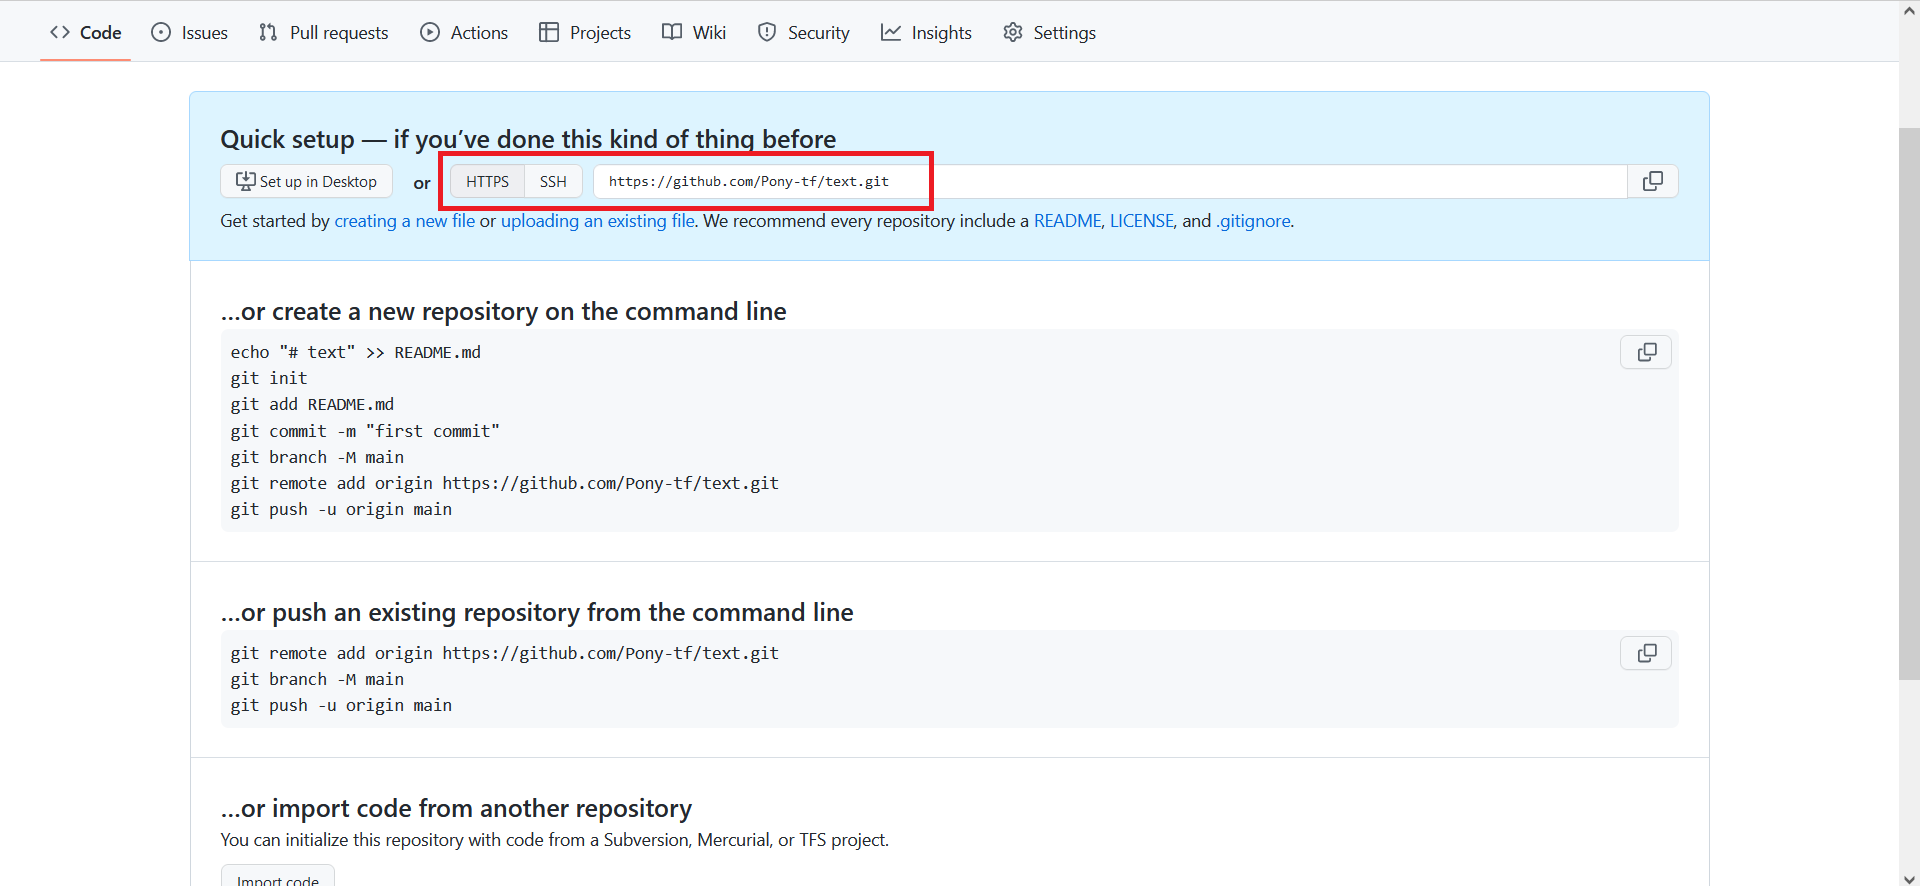 Code Issues Pull requests Actions Projects Wiki Security Insights Settings
Quick setup — if you’ve done this kind of thing before
Set up in Desktop or HTTPS SSH https://github.com/Pony-tf/text.git
Get started by creating a new file or uploading an existing file. We recommend every repository include a README, LICENSE, and .gitignore.
…or create a new repository on the command line
echo "# text" >> README.md
git init
git add README.md
git commit -m "first commit"
git branch -M main
git remote add origin https://github.com/Pony-tf/text.git
git push -u origin main
…or push an existing repository from the command line
git remote add origin https://github.com/Pony-tf/text.git
git branch -M main
git push -u origin main
…or import code from another repository
You can initialize this repository with code from a Subversion, Mercurial, or TFS project.
Import code